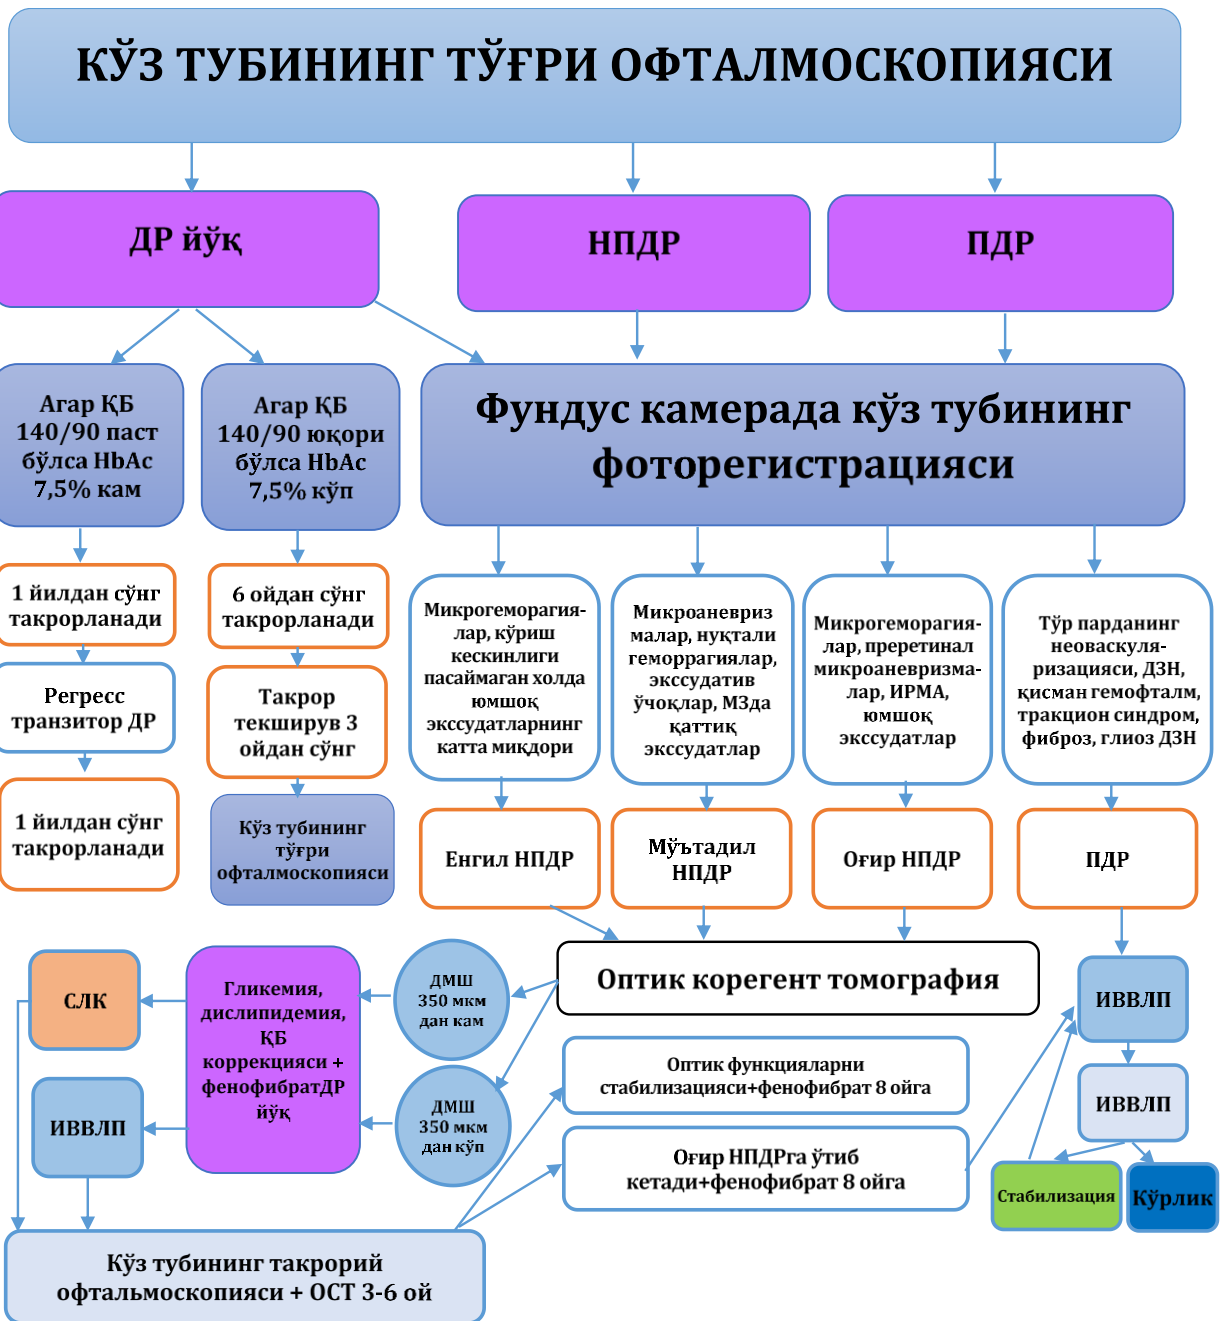 КЎЗ ТУБИНИНГ ТЎҒРИ ОФТАЛМОСКОПИЯСИ
ДР йўқ
НПДР
ПДР
Агар ҚБ
140/90 паст
бўлса HbAc
7,5% кам
Агар ҚБ
140/90 юқори
бўлса HbAc
7,5% кўп
Фундус камерада кўз тубининг
фоторегистрацияси
1 йилдан сўнг
такрорланади
6 ойдан сўнг
такрорланади
Микрогеморагия-
лар, кўриш
кескинлиги
пасаймаган холда
юмшоқ
экссудатларнинг
катта миқдори
Микроаневриз
малар, нуқтали
геморрагиялар,
экссудатив
ўчоқлар, МЗда
қаттиқ
экссудатлар
Микрогеморагия-
лар, преретинал
микроаневризма-
лар, ИРМА,
юмшоқ
экссудатлар
Тўр парданинг
неоваскуля-
ризацияси, ДЗН,
қисман гемофталм,
тракцион синдром,
фиброз, глиоз ДЗН
Регресс
транзитор ДР
Такрор
текширув 3
ойдан сўнг
1 йилдан сўнг
такрорланади
Кўз тубининг
тўғри
офталмоскопияси
Енгил НПДР
Мўътадил
НПДР
Оғир НПДР
ПДР
СЛК
Гликемия,
дислипидемия,
ҚБ
коррекцияси +
фенофибратДР
йўқ
ДМШ
350 мкм
дан кам
Оптик корегент томография
ИВВЛП
ИВВЛП
ДМШ
350 мкм
дан кўп
Оптик функцияларни
стабилизацияси+фенофибрат 8 ойга
ИВВЛП
Оғир НПДРга ўтиб
кетади+фенофибрат 8 ойга
Стабилизация
Кўрлик
Кўз тубининг такрорий
офтальмоскопияси + ОСТ 3-6 ой